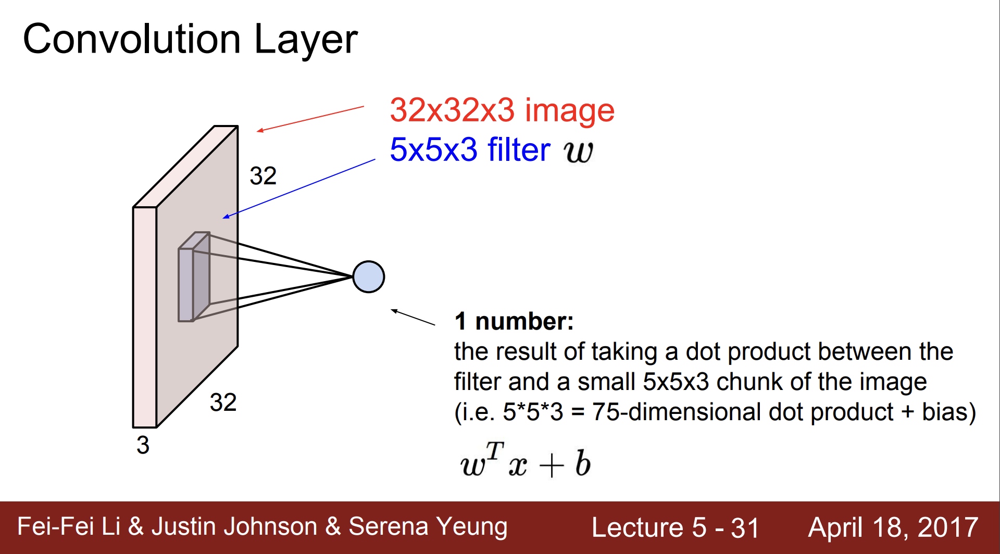 Convolution Layer
32x32x3 image
5x5x3 filter w
32
32
3
1 number:
the result of taking a dot product between the
filter and a small 5x5x3 chunk of the image
(i.e. 5*5*3 = 75-dimensional dot product + bias)
w^T x + b
Fei-Fei Li & Justin Johnson & Serena Yeung Lecture 5 - 31 April 18, 2017